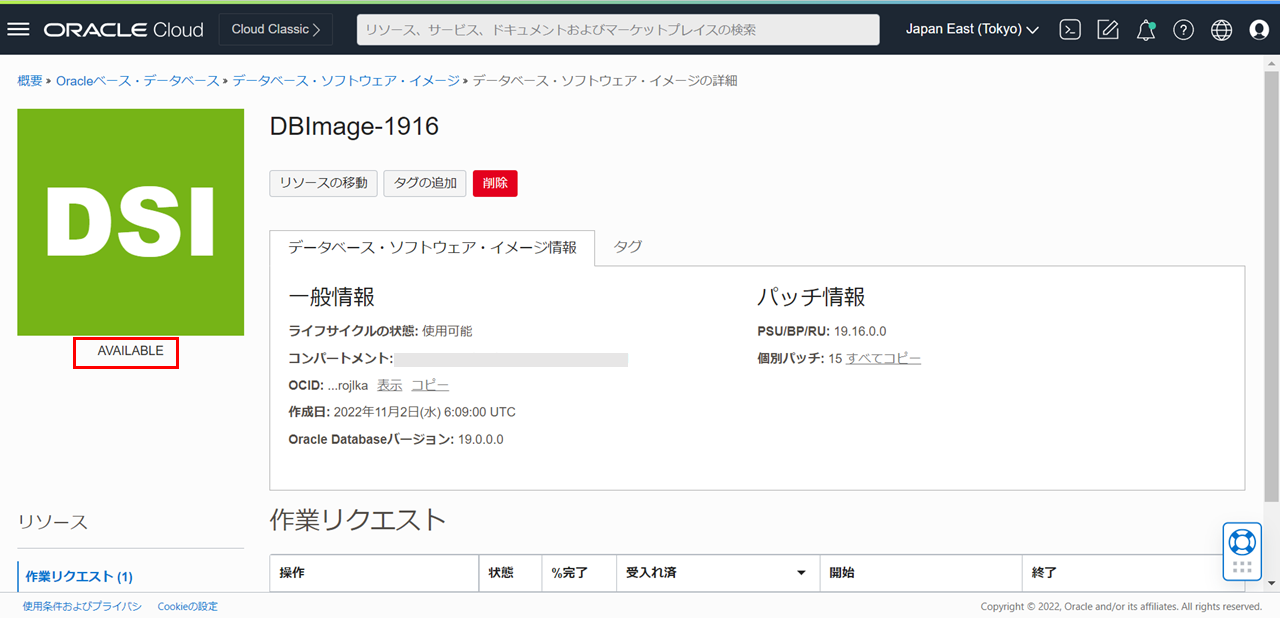 ORACLE Cloud
Cloud Classic
リソース、サービス、ドキュメントおよびマーケットプレイスの検索
Japan East (Tokyo)
概要 » Oracleベース・データベース » データベース・ソフトウェア・イメージ » データベース・ソフトウェア・イメージの詳細
DSI
AVAILABLE
DBImage-1916
リソースの移動 タグの追加 削除
データベース・ソフトウェア・イメージ情報 タグ
一般情報
ライフサイクルの状態: 使用可能
コンパートメント:
OCID: ...rojlka 表示 コピー
作成日: 2022年11月2日(水) 6:09:00 UTC
Oracle Databaseバージョン: 19.0.0.0
パッチ情報
PSU/BP/RU: 19.16.0.0
個別パッチ: 15 すべてコピー
リソース
作業リクエスト (1)
作業リクエスト
操作 状態 %完了 受入れ済 開始 終了
使用条件およびプライバシ Cookieの設定
Copyright © 2022, Oracle and/or its affiliates. All rights reserved.